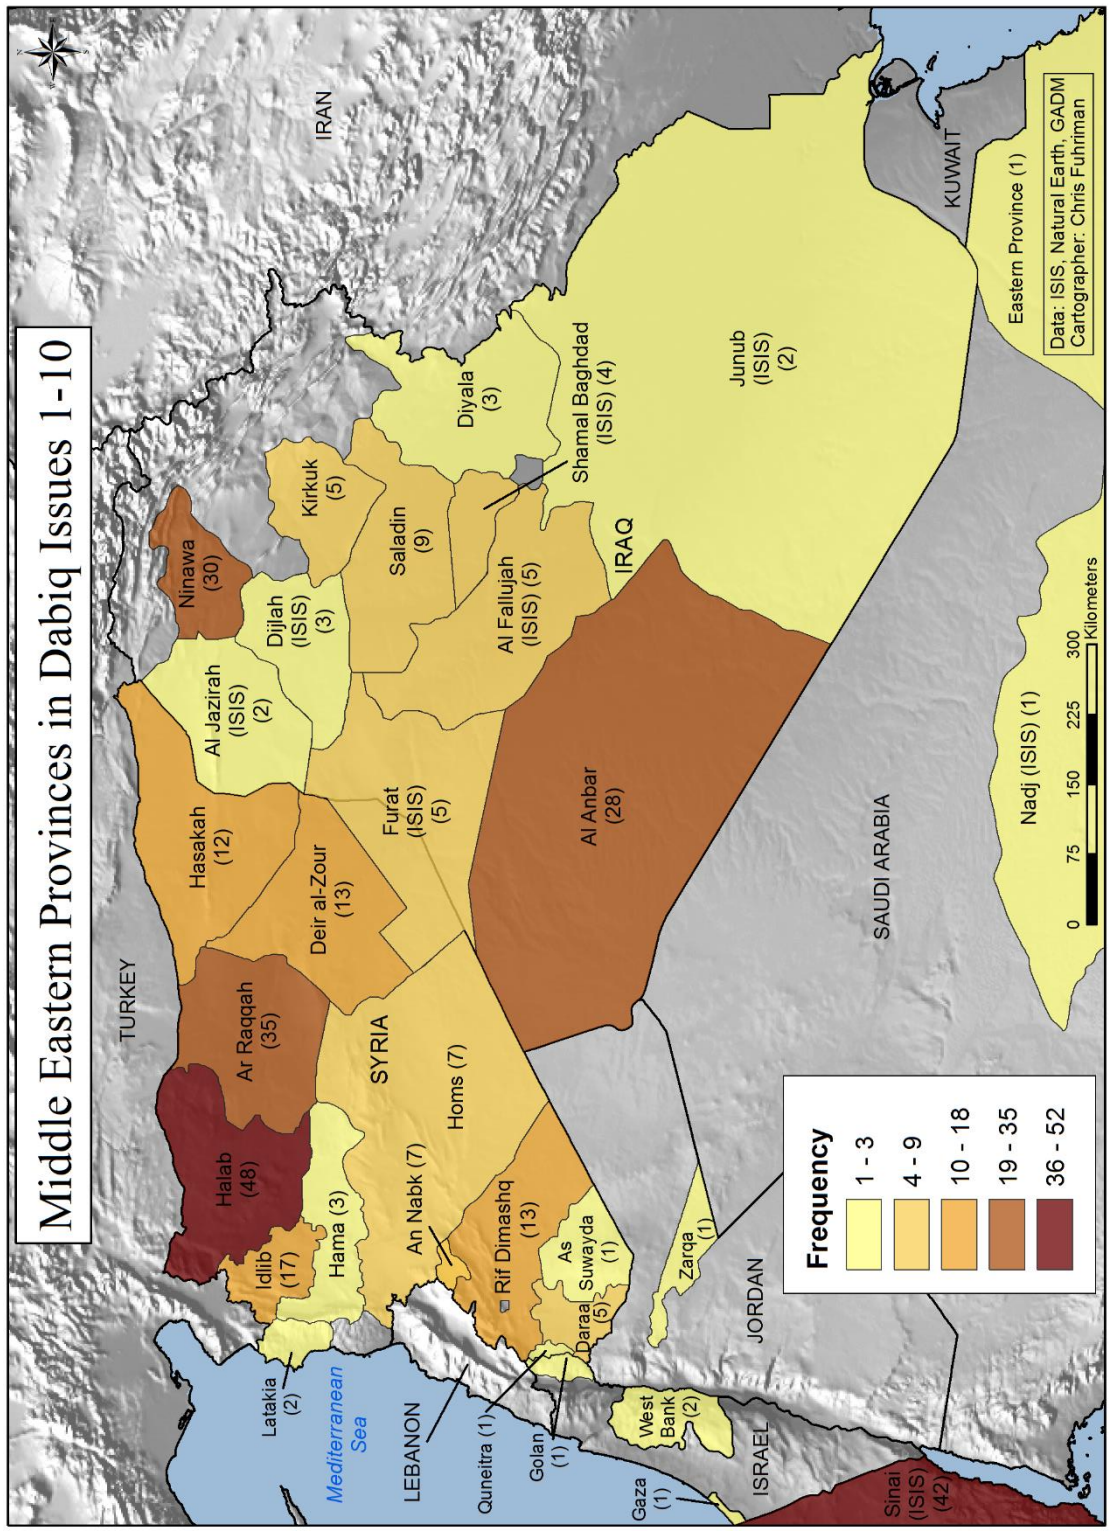 Middle Eastern Provinces in Dabiq Issues 1-10
N
S
W
TURKEY
IRAN
Halab
(48)
Ar Raqqah
(35)
Hasakah
(12)
Al Jazirah
(ISIS)
(2)
Ninawa
(30)
Dijlah
(ISIS)
(3)
Kirkuk
(5)
Idlib
(17)
Latakia
(2)
Hama (3)
Deir al-Zour
(13)
Saladin
(9)
Diyala
(3)
Mediterranean
Sea
SYRIA
Homs (7)
An Nabk (7)
Furat
(ISIS)
(5)
Al Fallujah
(ISIS) (5)
Shamal Baghdad
(ISIS) (4)
LEBANON
Rif Dimashq
(13)
Quneitra (1)
Golan
(1)
Daraa
(5)
As
Suwayda
(1)
Al Anbar
(28)
IRAQ
Junub
(ISIS)
(2)
Gaza
(1)
West
Bank
(2)
Zarqa
(1)
ISRAEL
JORDAN
SAUDI ARABIA
KUWAIT
Sinai
(ISIS)
(42)
Nadj (ISIS) (1)
Eastern Province (1)
Frequency
1 - 3
4 - 9
10 - 18
19 - 35
36 - 52
0 75 150 225 300
Kilometers
Data: ISIS, Natural Earth, GADM
Cartographer: Chris Fuhriman